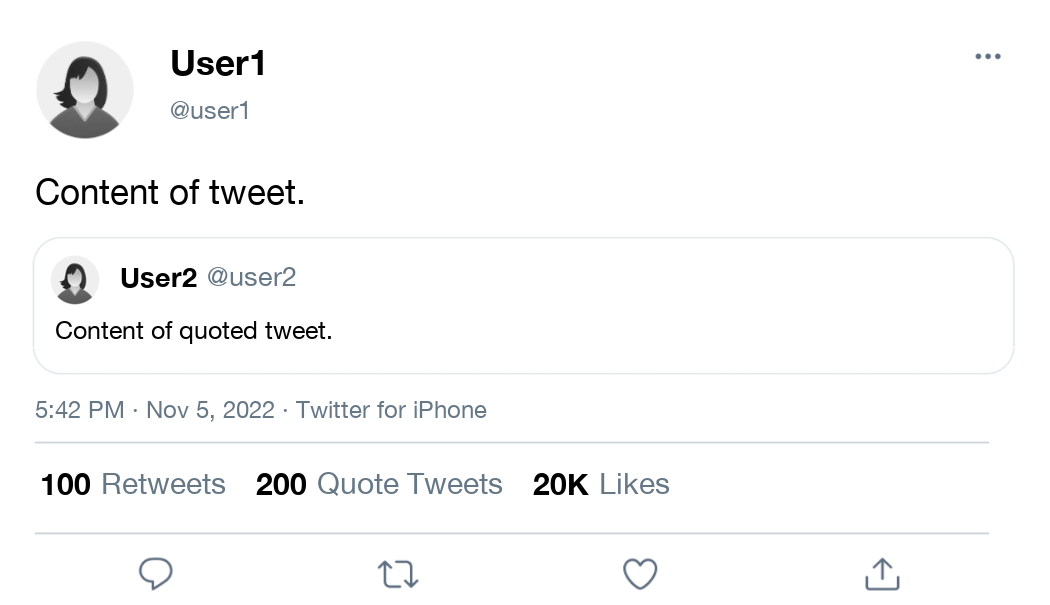 User1
@user1
Content of tweet.
User2 @user2
Content of quoted tweet.
5:42 PM · Nov 5, 2022 · Twitter for iPhone
100 Retweets 200 Quote Tweets 20K Likes